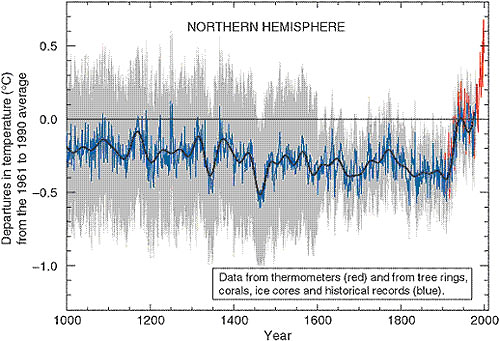 NORTHERN HEMISPHERE
Departures in temperature (°C)
from the 1961 to 1990 average
0.5
0.0
−0.5
−1.0
Data from thermometers (red) and from tree rings,
corals, ice cores and historical records (blue).
1000 1200 1400 1600 1800 2000
Year